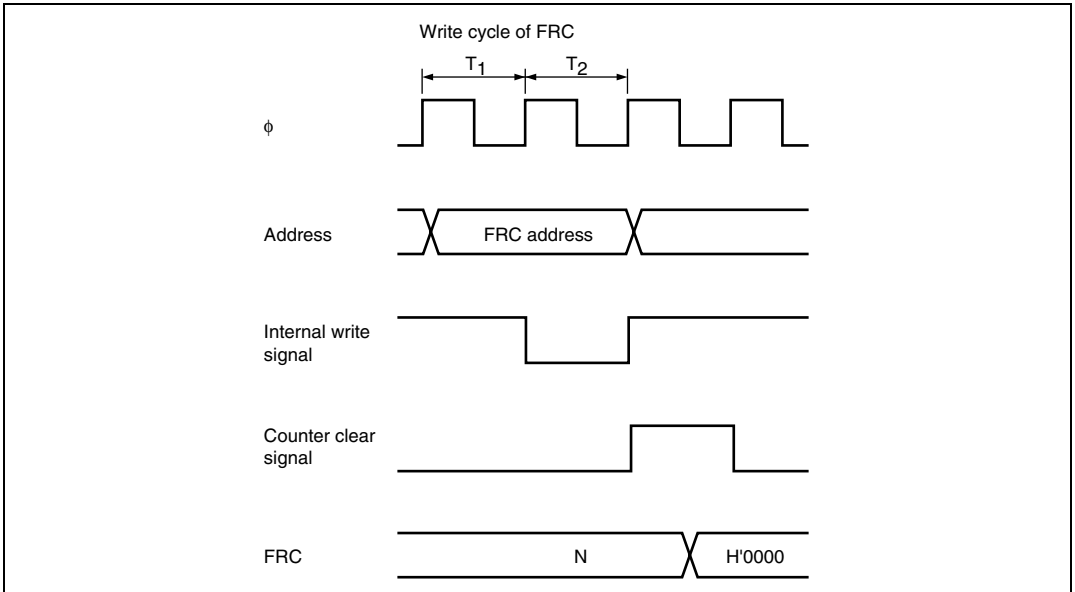 Write cycle of FRC
T1 T2
ϕ
Address
FRC address
Internal write
signal
Counter clear
signal
FRC
N
H'0000